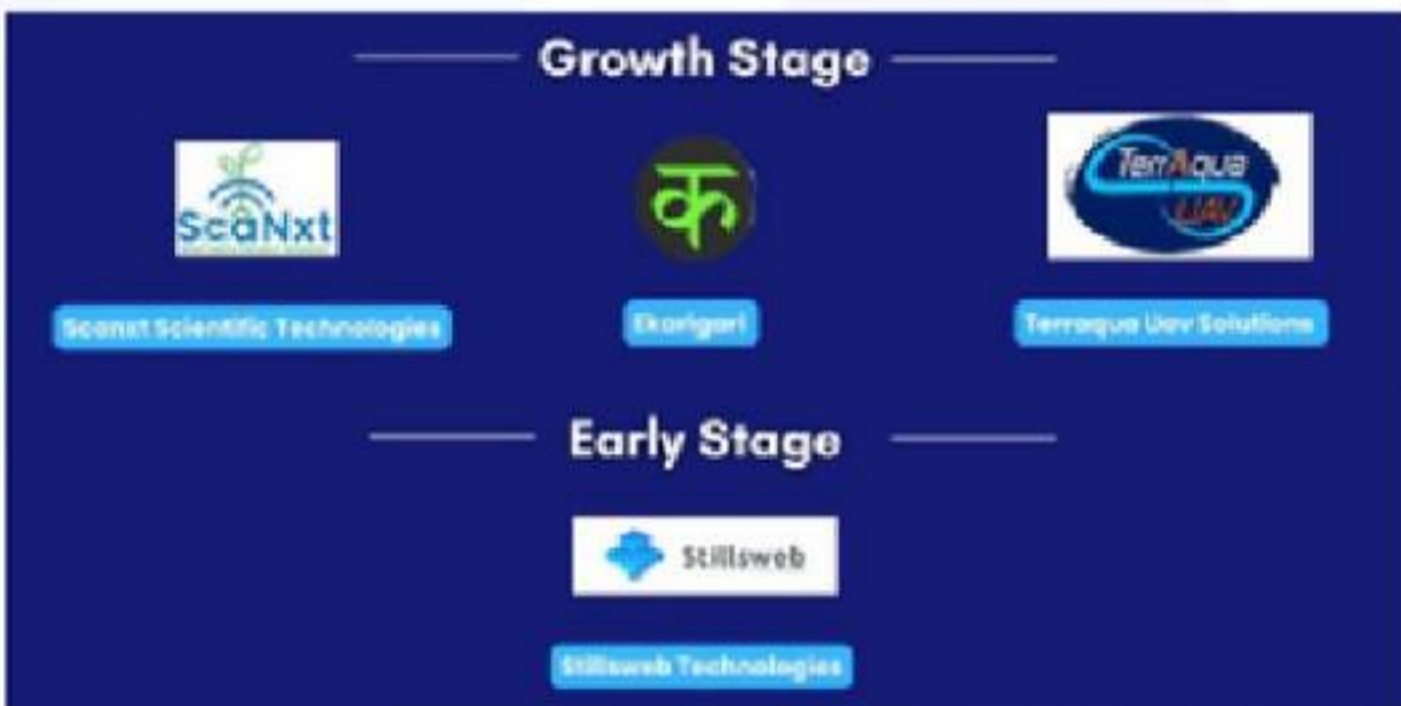 Growth Stage
ScaNxt
क
TerrAqua
UAV
Scanxt Scientific Technologies
Ekarigari
Terraqua Uav Solutions
Early Stage
Stillsweb
Stillsweb Technologies